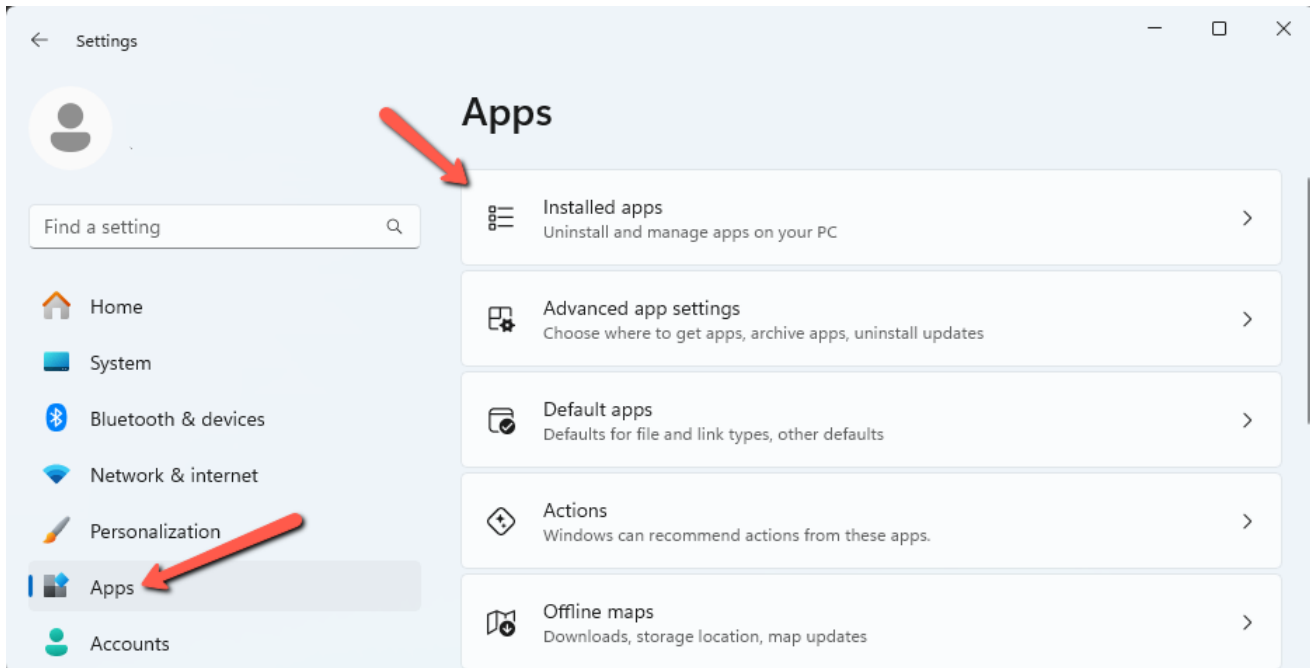 Settings
Find a setting
Home
System
Bluetooth & devices
Network & internet
Personalization
Apps
Accounts
Apps
Installed apps
Uninstall and manage apps on your PC
Advanced app settings
Choose where to get apps, archive apps, uninstall updates
Default apps
Defaults for file and link types, other defaults
Actions
Windows can recommend actions from these apps.
Offline maps
Downloads, storage location, map updates